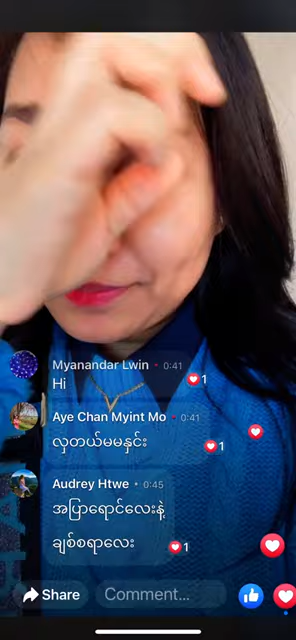 Myanandar Lwin • 0:41
Hi
1
Aye Chan Myint Mo • 0:41
လှတယ်မမနှင်း
1
Audrey Htwe • 0:45
အပြာရောင်လေးနဲ့
ချစ်စရာလေး
1
Share
Comment...